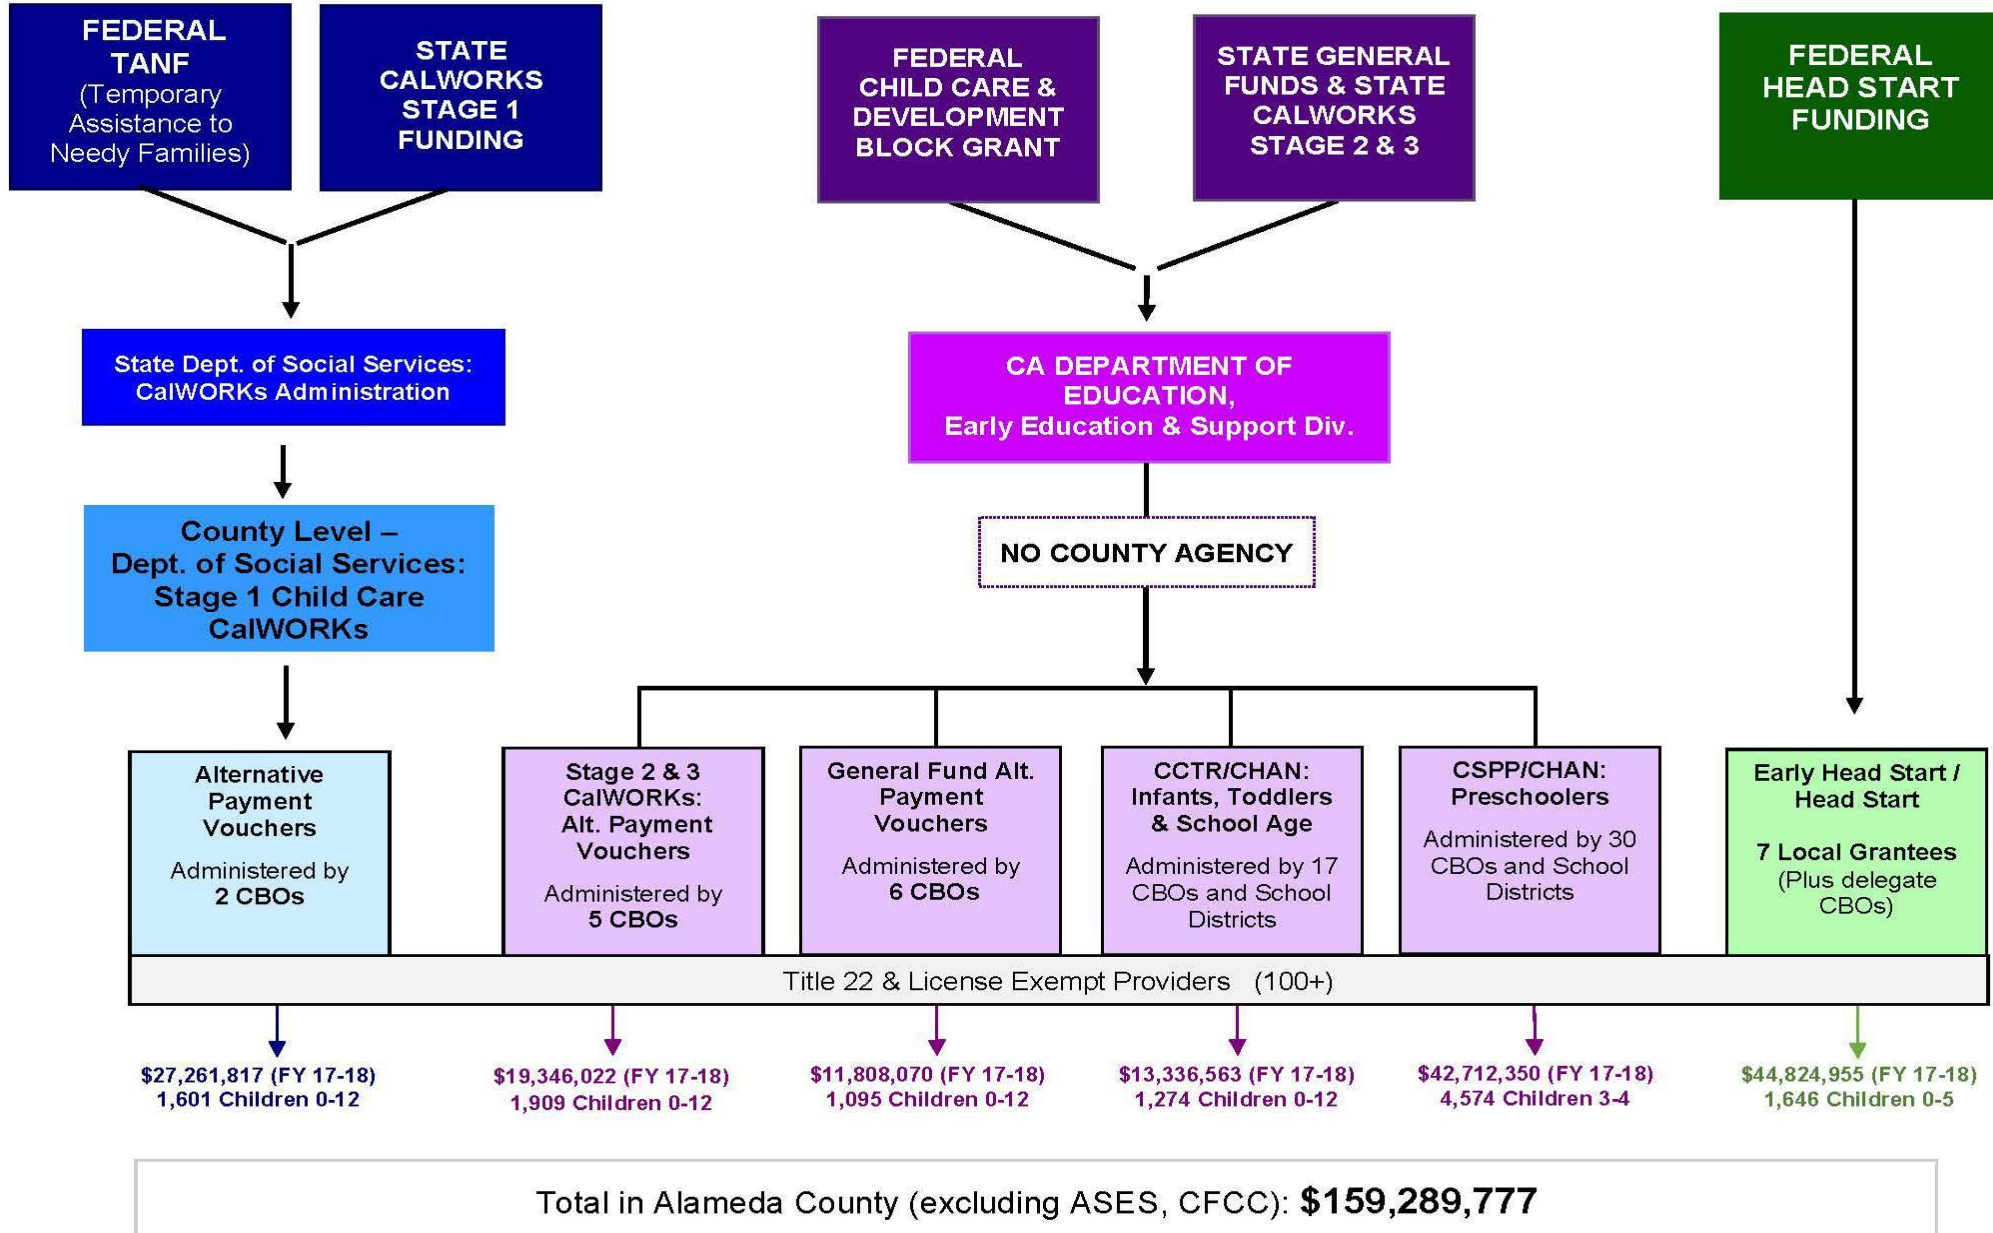 FEDERAL
TANF
(Temporary
Assistance to
Needy Families)
STATE
CALWORKS
STAGE 1
FUNDING
FEDERAL
CHILD CARE &
DEVELOPMENT
BLOCK GRANT
STATE GENERAL
FUNDS & STATE
CALWORKS
STAGE 2 & 3
FEDERAL
HEAD START
FUNDING
State Dept. of Social Services:
CalWORKs Administration
CA DEPARTMENT OF
EDUCATION,
Early Education & Support Div.
County Level –
Dept. of Social Services:
Stage 1 Child Care
CalWORKs
NO COUNTY AGENCY
Alternative
Payment
Vouchers
Administered by
2 CBOs
Stage 2 & 3
CalWORKs:
Alt. Payment
Vouchers
Administered by
5 CBOs
General Fund Alt.
Payment
Vouchers
Administered by
6 CBOs
CCTR/CHAN:
Infants, Toddlers
& School Age
Administered by 17
CBOs and School
Districts
CSPP/CHAN:
Preschoolers
Administered by 30
CBOs and School
Districts
Early Head Start /
Head Start
7 Local Grantees
(Plus delegate
CBOs)
Title 22 & License Exempt Providers (100+)
$27,261,817 (FY 17-18)
1,601 Children 0-12
$19,346,022 (FY 17-18)
1,909 Children 0-12
$11,808,070 (FY 17-18)
1,095 Children 0-12
$13,336,563 (FY 17-18)
1,274 Children 0-12
$42,712,350 (FY 17-18)
4,574 Children 3-4
$44,824,955 (FY 17-18)
1,646 Children 0-5
Total in Alameda County (excluding ASES, CFCC): $159,289,777